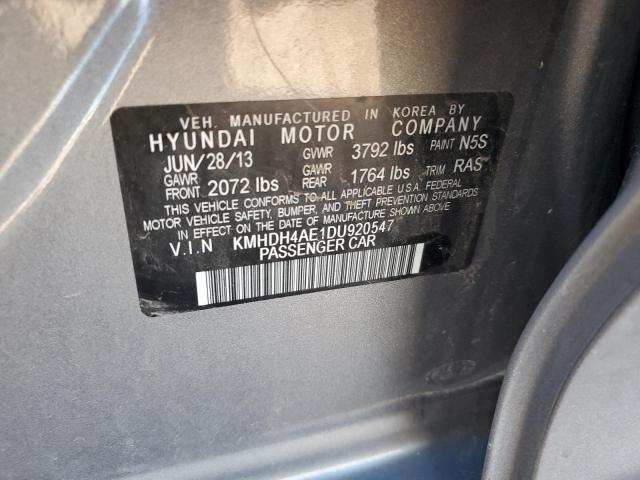 VEH. MANUFACTURED IN KOREA BY
HYUNDAI MOTOR COMPANY
JUN/28/13 GVWR 3792 lbs PAINT N5S
GAWR FRONT 2072 lbs GAWR REAR 1764 lbs TRIM RAS
THIS VEHICLE CONFORMS TO ALL APPLICABLE U.S.A. FEDERAL
MOTOR VEHICLE SAFETY, BUMPER, AND THEFT PREVENTION STANDARDS
IN EFFECT ON THE DATE OF MANUFACTURE SHOWN ABOVE.
V.I.N KMHDH4AE1DU920547
PASSENGER CAR